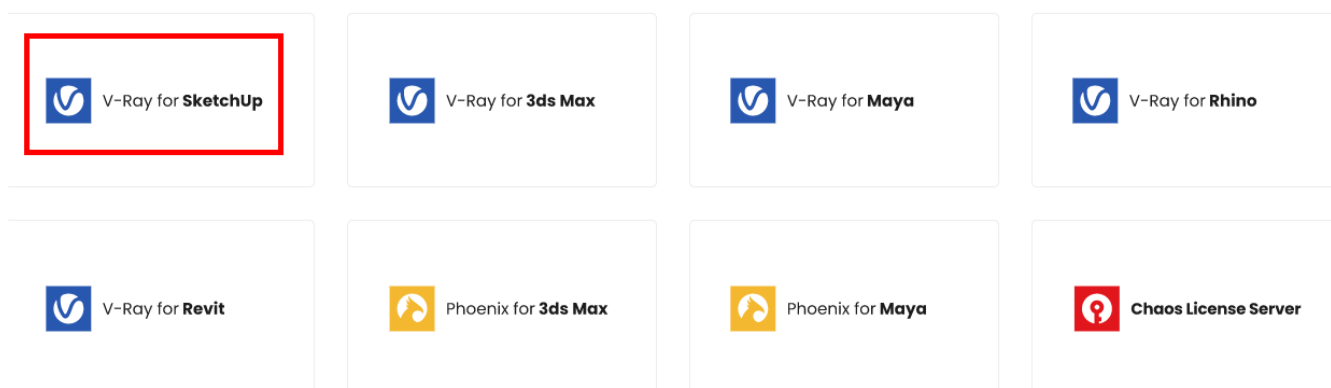 V-Ray for SketchUp
V-Ray for 3ds Max
V-Ray for Maya
V-Ray for Rhino
V-Ray for Revit
Phoenix for 3ds Max
Phoenix for Maya
Chaos License Server